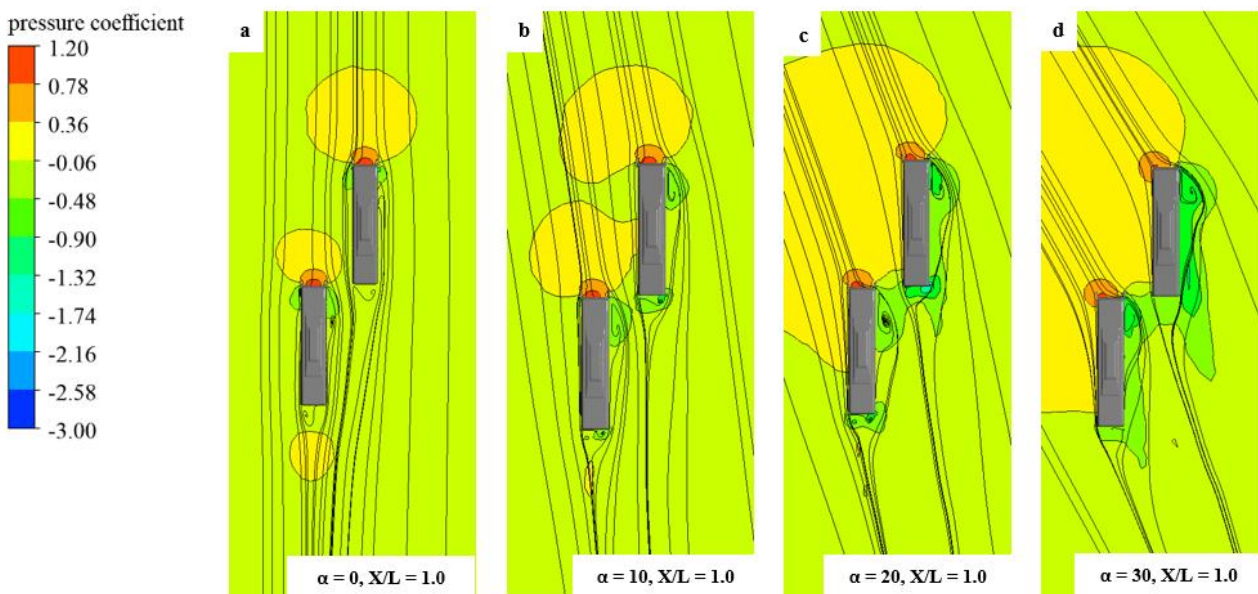 pressure coefficient
1.20
0.78
0.36
-0.06
-0.48
-0.90
-1.32
-1.74
-2.16
-2.58
-3.00
a
α = 0, X/L = 1.0
b
α = 10, X/L = 1.0
c
α = 20, X/L = 1.0
d
α = 30, X/L = 1.0